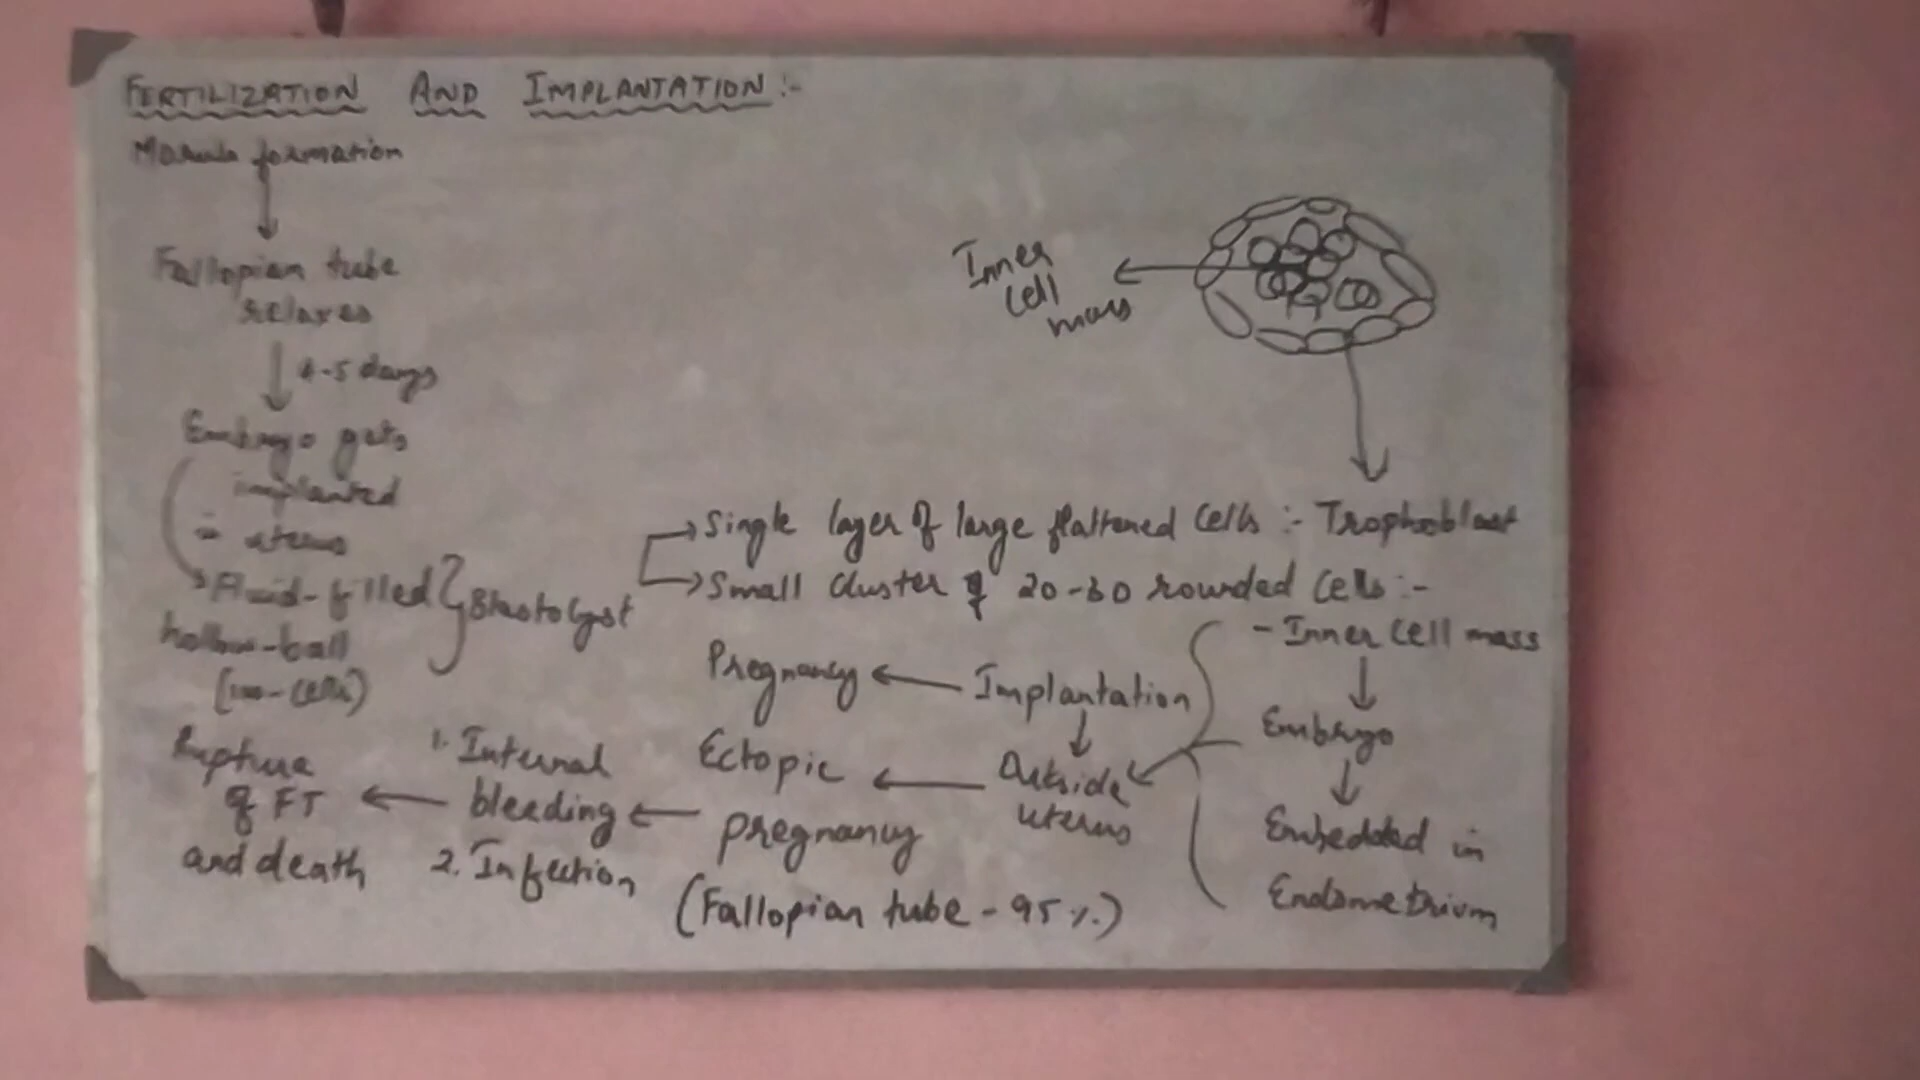 FERTILIZATION AND IMPLANTATION :-
Morula formation
Fallopian tube
relaxes
4-5 days
Embryo gets
implanted
in uterus
Fluid-filled
hollow-ball
(100-cells)
Blastocyst
Inner
cell
mass
Single layer of large flattened cells :- Trophoblast
Small cluster of 20-30 rounded cells :-
- Inner cell mass
Embryo
Embedded in
Endometrium
Pregnancy ← Implantation
Outside
uterus
Ectopic
pregnancy
(Fallopian tube - 95%)
1. Internal
bleeding
2. Infection
Rupture
of FT
and death